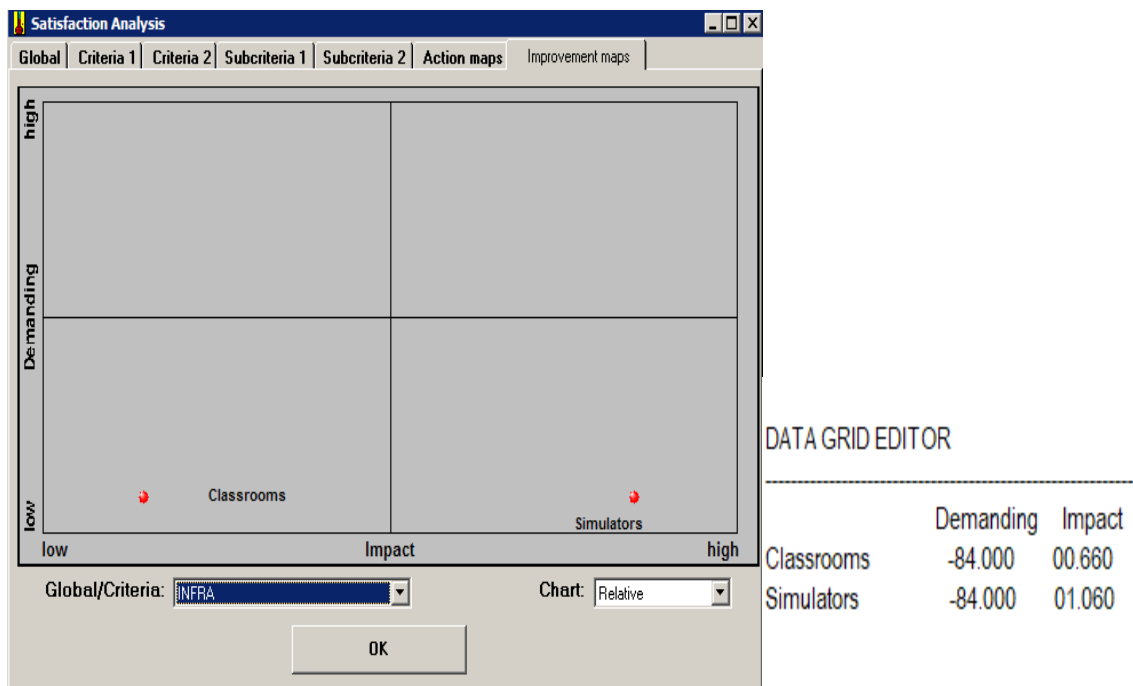 Satisfaction Analysis
Global Criteria 1 Criteria 2 Subcriteria 1 Subcriteria 2 Action maps Improvement maps
high
Demanding
low
Classrooms
Simulators
low Impact high
Global/Criteria: INFRA Chart: Relative
OK
DATA GRID EDITOR
Demanding Impact
Classrooms -84.000 00.660
Simulators -84.000 01.060